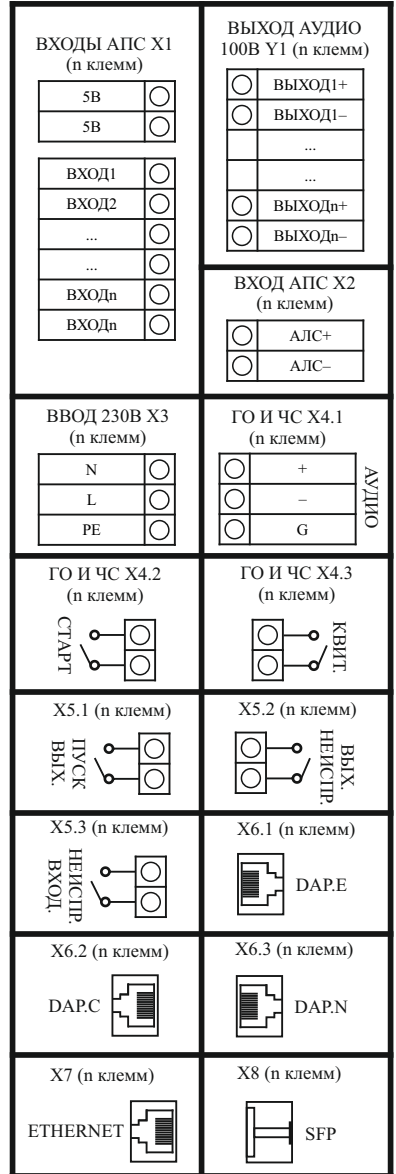 ВХОДЫ АПС X1
(n клемм)
5В
5В
ВХОД1
ВХОД2
...
...
ВХОДn
ВХОДn
ВЫХОД АУДИО
100В Y1 (n клемм)
ВЫХОД1+
ВЫХОД1–
...
...
ВЫХОДn+
ВЫХОДn–
ВХОД АПС X2
(n клемм)
АЛС+
АЛС–
ВВОД 230В X3
(n клемм)
N
L
PE
ГО И ЧС X4.1
(n клемм)
+
–
G
АУДИО
ГО И ЧС X4.2
(n клемм)
СТАРТ
ГО И ЧС X4.3
(n клемм)
КВИТ.
X5.1 (n клемм)
ПУСК
ВЫХ.
X5.2 (n клемм)
ВЫХ.
НЕИСПР.
X5.3 (n клемм)
НЕИСПР.
ВХОД.
X6.1 (n клемм)
DAP.E
X6.2 (n клемм)
DAP.C
X6.3 (n клемм)
DAP.N
X7 (n клемм)
ETHERNET
X8 (n клемм)
SFP